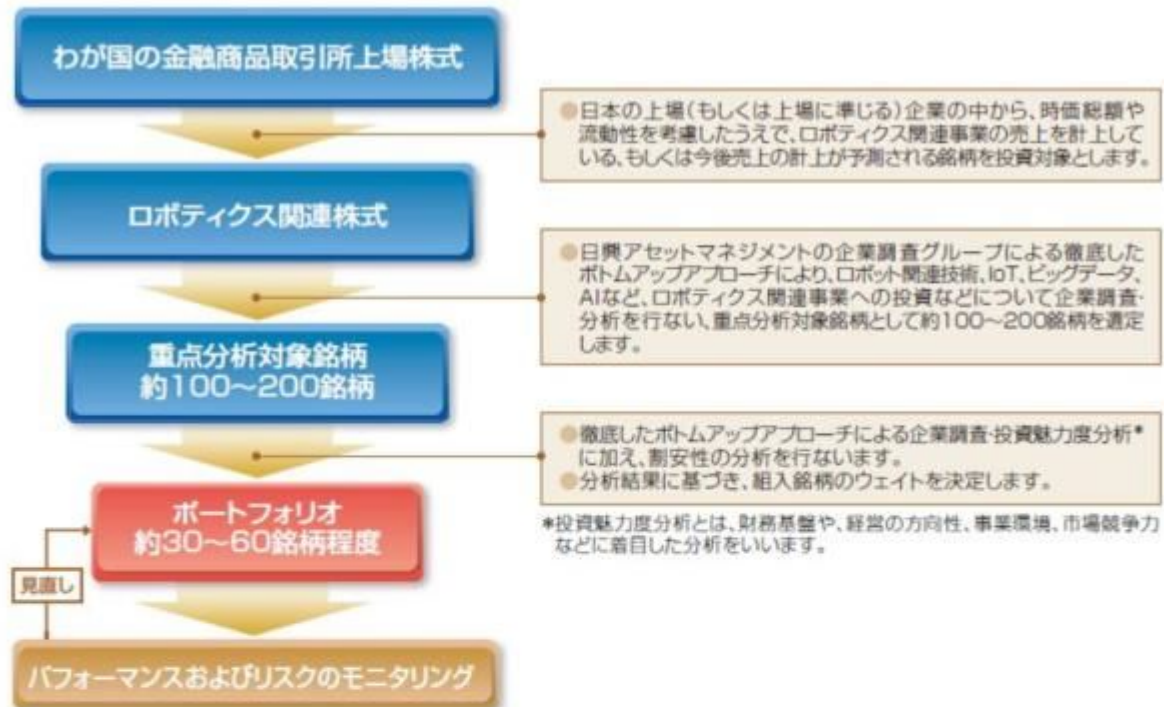 わが国の金融商品取引所上場株式
●日本の上場(もしくは上場に準じる)企業の中から、時価総額や
流動性を考慮したうえで、ロボティクス関連事業の売上を計上して
いる、もしくは今後売上の計上が予測される銘柄を投資対象とします。
ロボティクス関連株式
●日興アセットマネジメントの企業調査グループによる徹底した
ボトムアップアプローチにより、ロボット関連技術、IoT、ビッグデータ、
AIなど、ロボティクス関連事業への投資などについて企業調査・
分析を行ない、重点分析対象銘柄として約100～200銘柄を選定
します。
重点分析対象銘柄
約100～200銘柄
●徹底したボトムアップアプローチによる企業調査・投資魅力度分析*
に加え、割安性の分析を行ないます。
●分析結果に基づき、組入銘柄のウェイトを決定します。
ポートフォリオ
約30～60銘柄程度
*投資魅力度分析とは、財務基盤や、経営の方向性、事業環境、市場競争力
などに着目した分析をいいます。
見直し
パフォーマンスおよびリスクのモニタリング